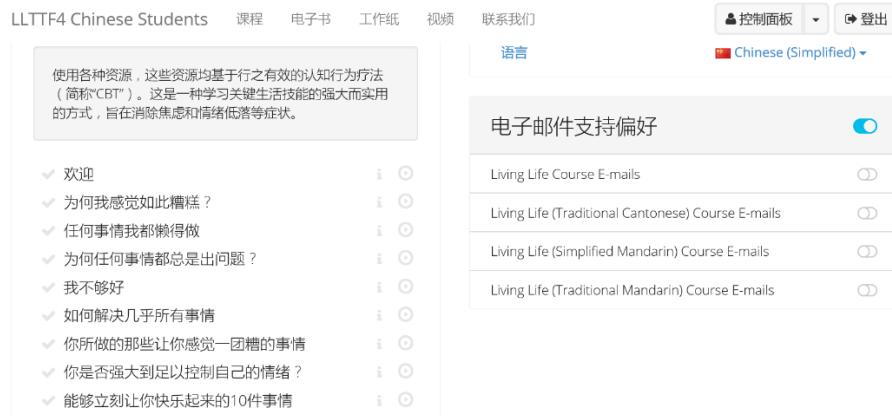 LLTTF4 Chinese Students 课程 电子书 工作纸 视频 联系我们 控制面板 登出
使用各种资源，这些资源均基于行之有效的认知行为疗法
（简称“CBT”）。这是一种学习关键生活技能的强大而实用
的方式，旨在消除焦虑和情绪低落等症状。
欢迎
为何我感觉如此糟糕？
任何事情我都懒得做
为何任何事情都总是出问题？
我不够好
如何解决几乎所有事情
你所做的那些让你感觉一团糟的事情
你是否强大到足以控制自己的情绪？
能够立刻让你快乐起来的10件事情
语言 Chinese (Simplified)
电子邮件支持偏好
Living Life Course E-mails
Living Life (Traditional Cantonese) Course E-mails
Living Life (Simplified Mandarin) Course E-mails
Living Life (Traditional Mandarin) Course E-mails